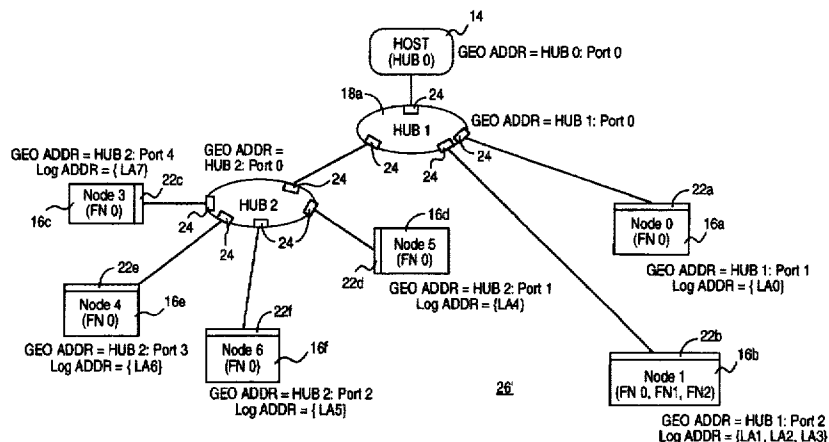 14
HOST
(HUB 0)
GEO ADDR = HUB 0: Port 0
18a
24
HUB 1
GEO ADDR = HUB 1: Port 0
24
24
24
GEO ADDR = HUB 2: Port 4
Log ADDR = { LA7}
GEO ADDR =
HUB 2: Port 0
22c
24
16c
Node 3
(FN 0)
24
24
HUB 2
24
16d
Node 5
(FN 0)
22d
GEO ADDR = HUB 2: Port 1
Log ADDR = {LA4}
22a
Node 0
(FN 0)
16a
GEO ADDR = HUB 1: Port 1
Log ADDR = { LA0}
22e
Node 4
(FN 0)
16e
GEO ADDR = HUB 2: Port 3
Log ADDR = { LA6}
22f
Node 6
(FN 0)
16f
GEO ADDR = HUB 2: Port 2
Log ADDR = { LA5}
26'
22b
16b
Node 1
(FN 0, FN1, FN2)
GEO ADDR = HUB 1: Port 2
Log ADDR = {LA1, LA2, LA3}